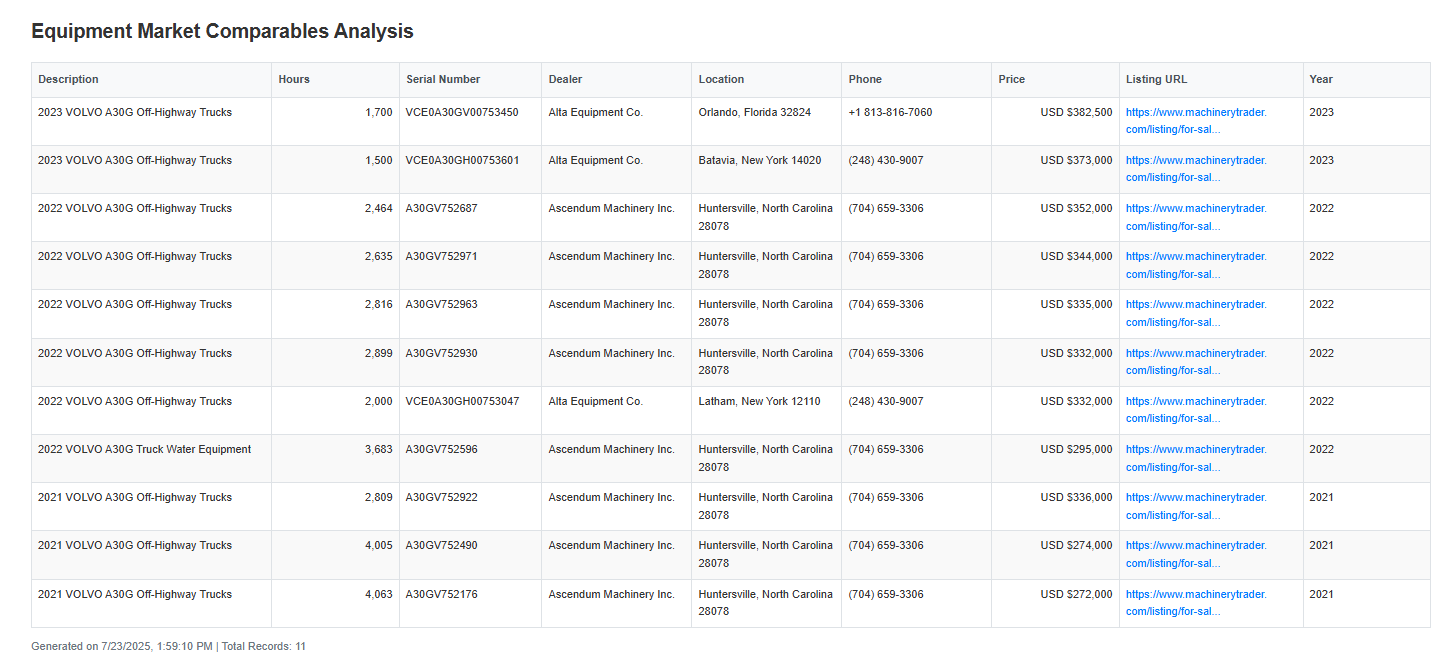 Equipment Market Comparables Analysis
Description Hours Serial Number Dealer Location Phone Price Listing URL Year
2023 VOLVO A30G Off-Highway Trucks 1,700 VCE0A30GV00753450 Alta Equipment Co. Orlando, Florida 32824 +1 813-816-7060 USD $382,500 https://www.machinerytrader. 2023
com/listing/for-sal...
2023 VOLVO A30G Off-Highway Trucks 1,500 VCE0A30GH00753601 Alta Equipment Co. Batavia, New York 14020 (248) 430-9007 USD $373,000 https://www.machinerytrader. 2023
com/listing/for-sal...
2022 VOLVO A30G Off-Highway Trucks 2,464 A30GV752687 Ascendum Machinery Inc. Huntersville, North Carolina (704) 659-3306 USD $352,000 https://www.machinerytrader. 2022
28078 com/listing/for-sal...
2022 VOLVO A30G Off-Highway Trucks 2,635 A30GV752971 Ascendum Machinery Inc. Huntersville, North Carolina (704) 659-3306 USD $344,000 https://www.machinerytrader. 2022
28078 com/listing/for-sal...
2022 VOLVO A30G Off-Highway Trucks 2,816 A30GV752963 Ascendum Machinery Inc. Huntersville, North Carolina (704) 659-3306 USD $335,000 https://www.machinerytrader. 2022
28078 com/listing/for-sal...
2022 VOLVO A30G Off-Highway Trucks 2,899 A30GV752930 Ascendum Machinery Inc. Huntersville, North Carolina (704) 659-3306 USD $332,000 https://www.machinerytrader. 2022
28078 com/listing/for-sal...
2022 VOLVO A30G Off-Highway Trucks 2,000 VCE0A30GH00753047 Alta Equipment Co. Latham, New York 12110 (248) 430-9007 USD $332,000 https://www.machinerytrader. 2022
com/listing/for-sal...
2022 VOLVO A30G Truck Water Equipment 3,683 A30GV752596 Ascendum Machinery Inc. Huntersville, North Carolina (704) 659-3306 USD $295,000 https://www.machinerytrader. 2022
28078 com/listing/for-sal...
2021 VOLVO A30G Off-Highway Trucks 2,809 A30GV752922 Ascendum Machinery Inc. Huntersville, North Carolina (704) 659-3306 USD $336,000 https://www.machinerytrader. 2021
28078 com/listing/for-sal...
2021 VOLVO A30G Off-Highway Trucks 4,005 A30GV752490 Ascendum Machinery Inc. Huntersville, North Carolina (704) 659-3306 USD $274,000 https://www.machinerytrader. 2021
28078 com/listing/for-sal...
2021 VOLVO A30G Off-Highway Trucks 4,063 A30GV752176 Ascendum Machinery Inc. Huntersville, North Carolina (704) 659-3306 USD $272,000 https://www.machinerytrader. 2021
28078 com/listing/for-sal...
Generated on 7/23/2025, 1:59:10 PM | Total Records: 11